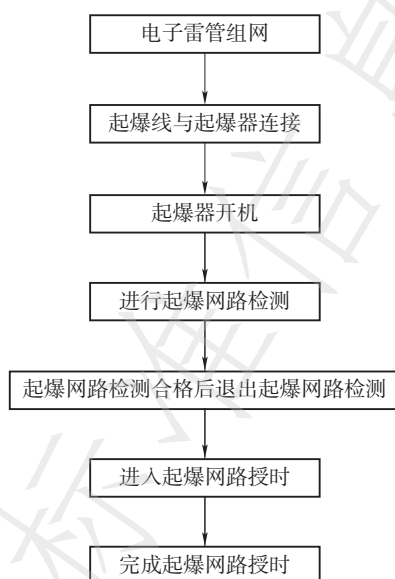 电子雷管组网
起爆线与起爆器连接
起爆器开机
进行起爆网路检测
起爆网路检测合格后退出起爆网路检测
进入起爆网路授时
完成起爆网路授时